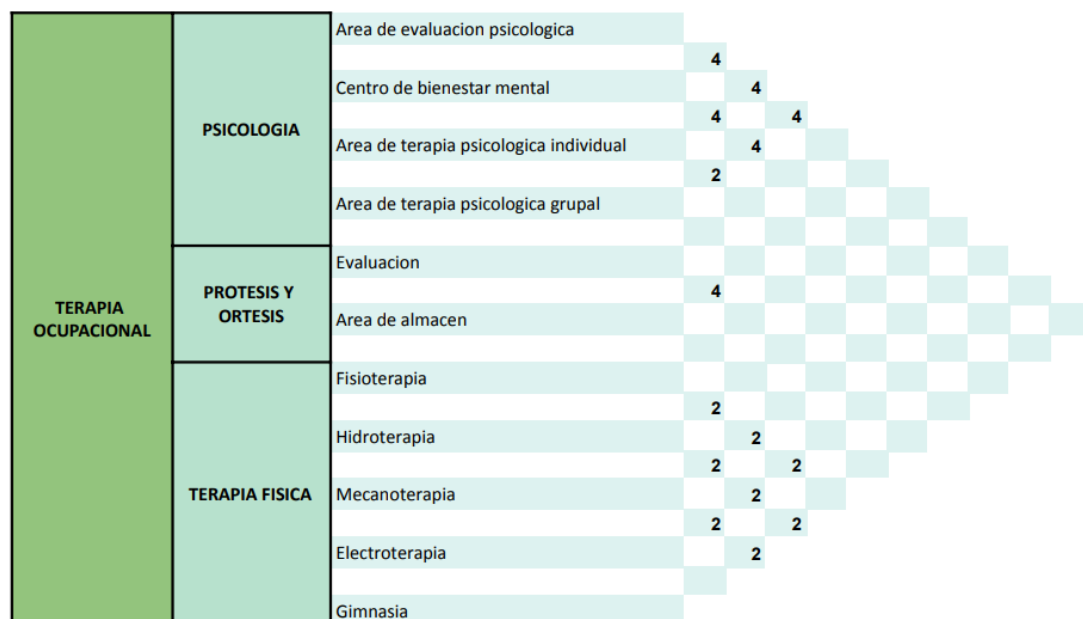 Area de evaluacion psicologica
4
Centro de bienestar mental
4
4 4
PSICOLOGIA
Area de terapia psicologica individual
4
2
Area de terapia psicologica grupal
Evaluacion
4
PROTESIS Y
ORTESIS
TERAPIA
OCUPACIONAL
Area de almacen
Fisioterapia
2
Hidroterapia
2
2 2
TERAPIA FISICA
Mecanoterapia
2
2 2
Electroterapia
2
Gimnasia